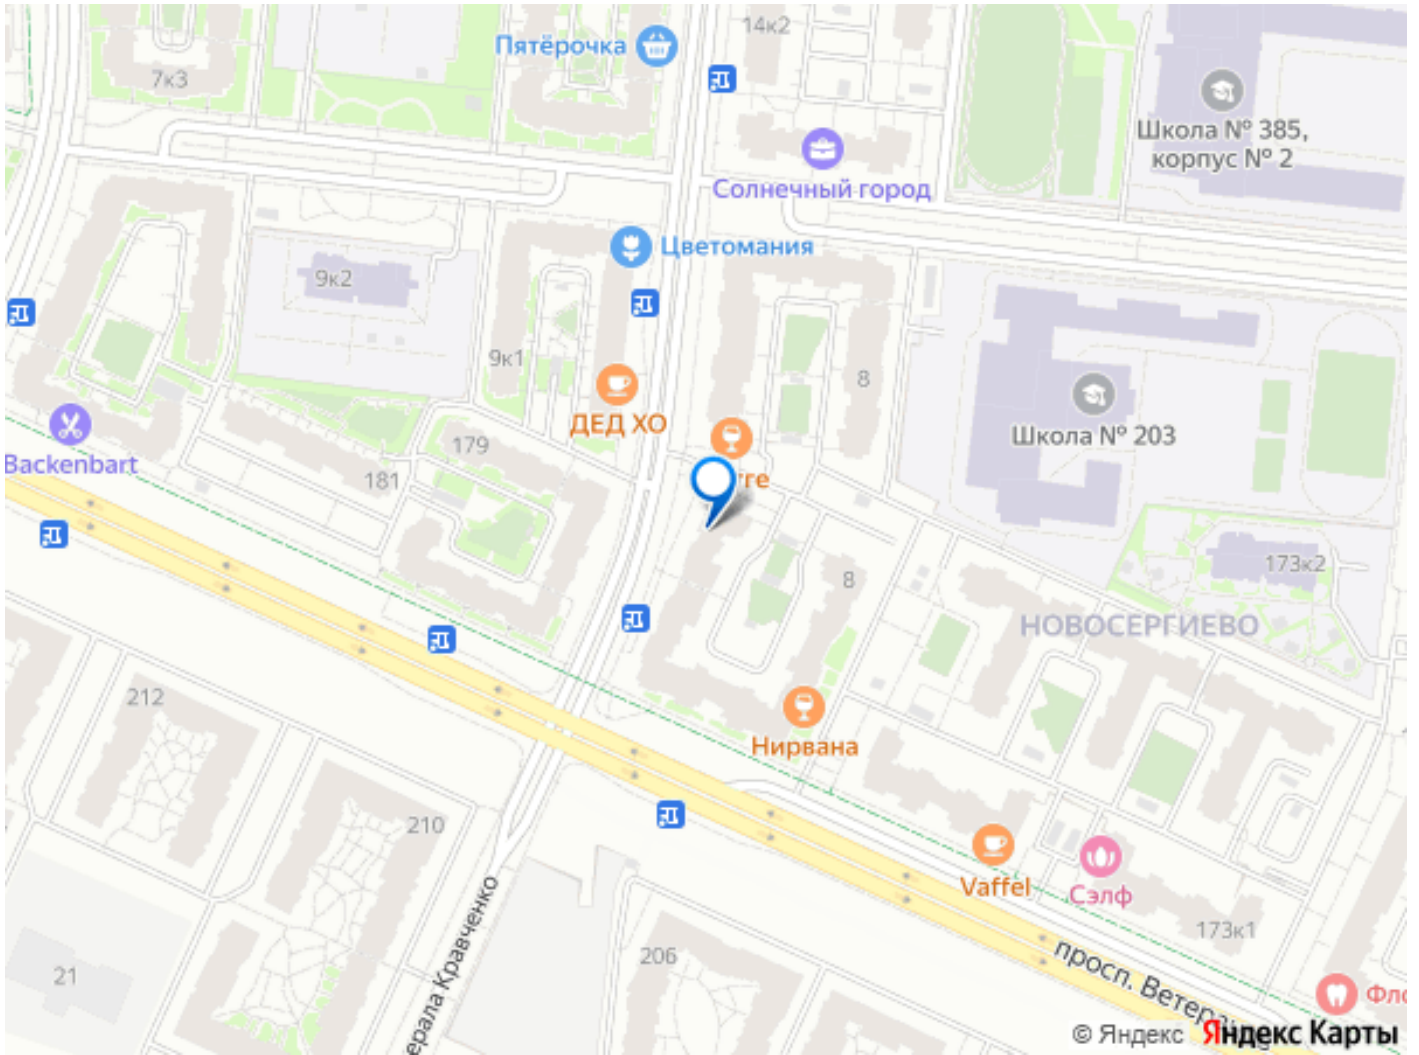 14к2
Пятёрочка
7к3
Школа № 385,
корпус № 2
Солнечный город
Цветомания
9к2
9к1
8
ДЕД ХО
Школа № 203
179
Backenbart
181
173к2
8
НОВОСЕРГИЕВО
212
Нирвана
210
Vaffel
Сэлф
173к1
206
21
Кравченко
просп. Ветера
© Яндекс Яндекс Карты